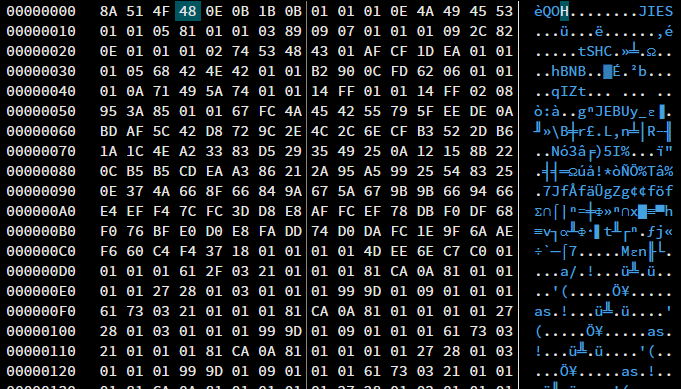 00000000 8A 51 4F 48 0E 0B 1B 0B 01 01 01 0E 4A 49 45 53 èQOH........JIES
00000010 01 01 05 81 01 01 03 89 09 07 01 01 01 09 2C 82 ...ü...ë......,é
00000020 0E 01 01 01 02 74 53 48 43 01 AF CF 1D EA 01 01 .....tSHC.»╧.Ω..
00000030 01 05 68 42 4E 42 01 01 B2 90 0C FD 62 06 01 01 ..hBNB..▓É.²b...
00000040 01 0A 71 49 5A 74 01 01 14 FF 01 01 14 FF 02 08 ..qIZt... ... ..
00000050 95 3A 85 01 01 67 FC 4A 45 42 55 79 5F EE DE 0A ò:à..gⁿJEBUy_ε▐.
00000060 BD AF 5C 42 D8 72 9C 2E 4C 2C 6E CF B3 52 2D B6 ╜»\B╪r£.L,n╧│R-╢
00000070 1A 1C 4E A2 33 83 D5 29 35 49 25 0A 12 15 8B 22 ..Nó3â╒)5I%...ï"
00000080 0C B5 B5 CD EA A3 86 21 2A 95 A5 99 25 54 83 25 .╡╡═Ωúå!*òÑÖ%Tâ%
00000090 0E 37 4A 66 8F 66 84 9A 67 5A 67 9B 9B 66 94 66 .7JfÅfäÜgZg¢¢föf
000000A0 E4 EF F4 7C FC 3D D8 E8 AF FC EF 78 DB F0 DF 68 Σ∩⌠|ⁿ=╪Φ»ⁿ∩x█≡▀h
000000B0 F0 76 BF E0 D0 E8 FA DD 74 D0 DA FC 1E 9F 6A AE ≡v┐α╨Φ·▌t╨┌ⁿ.ƒj«
000000C0 F6 60 C4 F4 37 18 01 01 01 01 4D EE 6E C7 C0 01 ÷`─⌠7.....Mεn╟└.
000000D0 01 01 01 61 2F 03 21 01 01 01 81 CA 0A 81 01 01 ...a/.!...ü╩.ü..
000000E0 01 01 27 28 01 03 01 01 01 99 9D 01 09 01 01 01 ..'(.....Ö¥.....
000000F0 61 73 03 21 01 01 01 81 CA 0A 81 01 01 01 01 27 as.!...ü╩.ü....'
00000100 28 01 03 01 01 01 99 9D 01 09 01 01 01 61 73 03 (.....Ö¥.....as.
00000110 21 01 01 01 81 CA 0A 81 01 01 01 01 27 28 01 03 !...ü╩.ü....'(..
00000120 01 01 01 99 9D 01 09 01 01 01 61 73 03 21 01 01 ...Ö¥.....as.!..